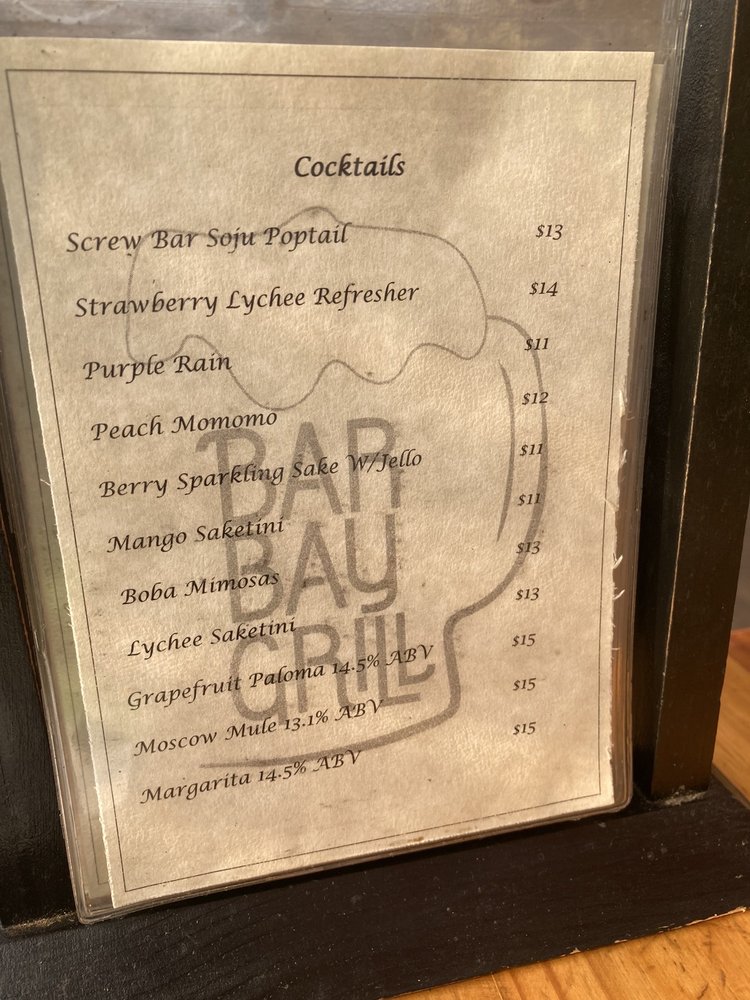 Cocktails
Screw Bar Soju Poptail $13
Strawberry Lychee Refresher $14
Purple Rain $11
Peach Momomo $12
Berry Sparkling Sake W/Jello $11
Mango Saketini $11
Boba Mimosas $13
Lychee Saketini $13
Grapefruit Paloma 14.5% ABV $15
Moscow Mule 13.1% ABV $15
Margarita 14.5% ABV $15
BAR
BAY
GRILL